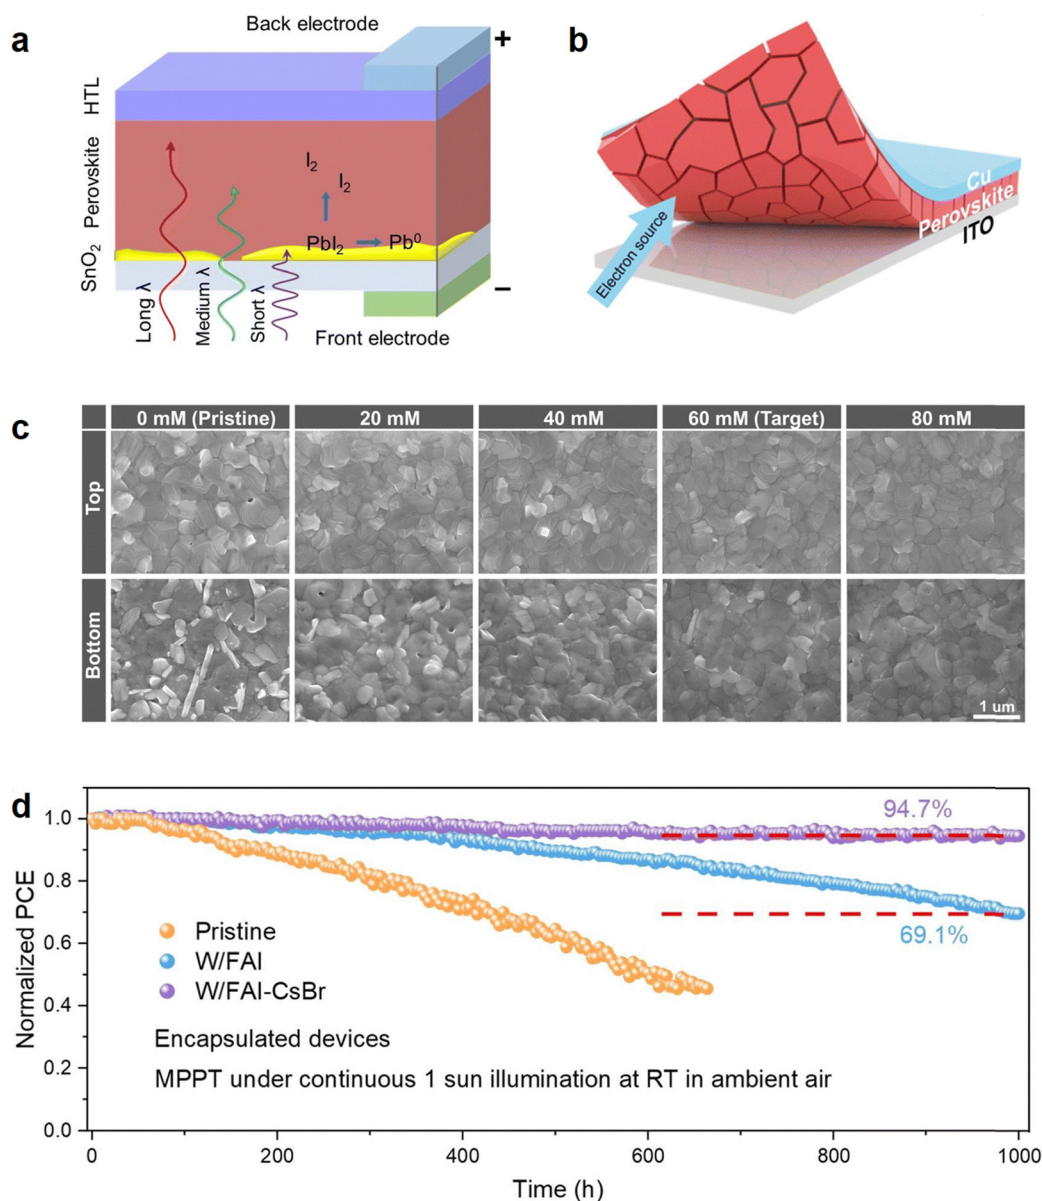 a
Back electrode
+
HTL
Perovskite
SnO2
I2
I2
PbI2
Pb0
−
Long λ
Medium λ
Short λ
Front electrode
b
Cu
Perovskite
ITO
Electron source
c
0 mM (Pristine)
20 mM
40 mM
60 mM (Target)
80 mM
Top
Bottom
1 um
d
Normalized PCE
1.0
0.8
0.6
0.4
0.2
0.0
94.7%
69.1%
Pristine
W/FAI
W/FAI-CsBr
Encapsulated devices
MPPT under continuous 1 sun illumination at RT in ambient air
0
200
400
600
800
1000
Time (h)